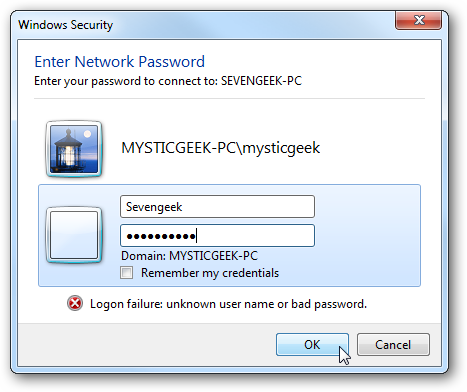 Windows Security
Enter Network Password
Enter your password to connect to: SEVENGEEK-PC
MYSTICGEEK-PC\mysticgeek
Sevengeek
●●●●●●●●●●
Domain: MYSTICGEEK-PC
Remember my credentials
Logon failure: unknown user name or bad password.
OK
Cancel